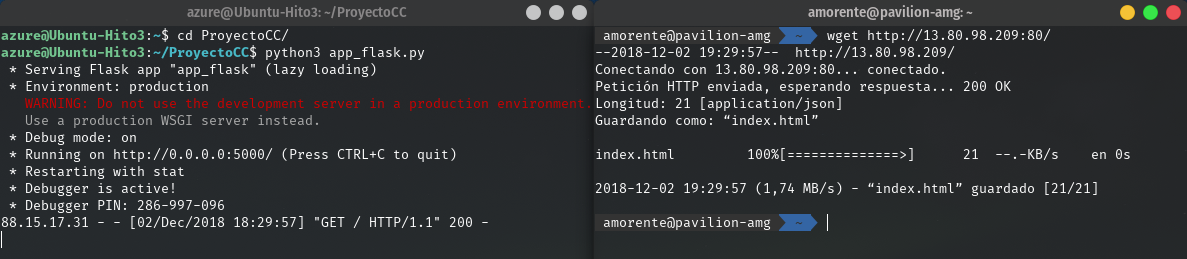 azure@Ubuntu-Hito3: ~/ProyectoCC
azure@Ubuntu-Hito3:~$ cd ProyectoCC/
azure@Ubuntu-Hito3:~/ProyectoCC$ python3 app_flask.py
 * Serving Flask app "app_flask" (lazy loading)
 * Environment: production
   WARNING: Do not use the development server in a production environment.
   Use a production WSGI server instead.
 * Debug mode: on
 * Running on http://0.0.0.0:5000/ (Press CTRL+C to quit)
 * Restarting with stat
 * Debugger is active!
 * Debugger PIN: 286-997-096
88.15.17.31 - - [02/Dec/2018 18:29:57] "GET / HTTP/1.1" 200 -
amorente@pavilion-amg: ~
amorente@pavilion-amg ~ wget http://13.80.98.209:80/
--2018-12-02 19:29:57--  http://13.80.98.209/
Conectando con 13.80.98.209:80... conectado.
Petición HTTP enviada, esperando respuesta... 200 OK
Longitud: 21 [application/json]
Guardando como: “index.html”
index.html          100%[==============>]      21  --.-KB/s    en 0s
2018-12-02 19:29:57 (1,74 MB/s) - “index.html” guardado [21/21]
amorente@pavilion-amg ~